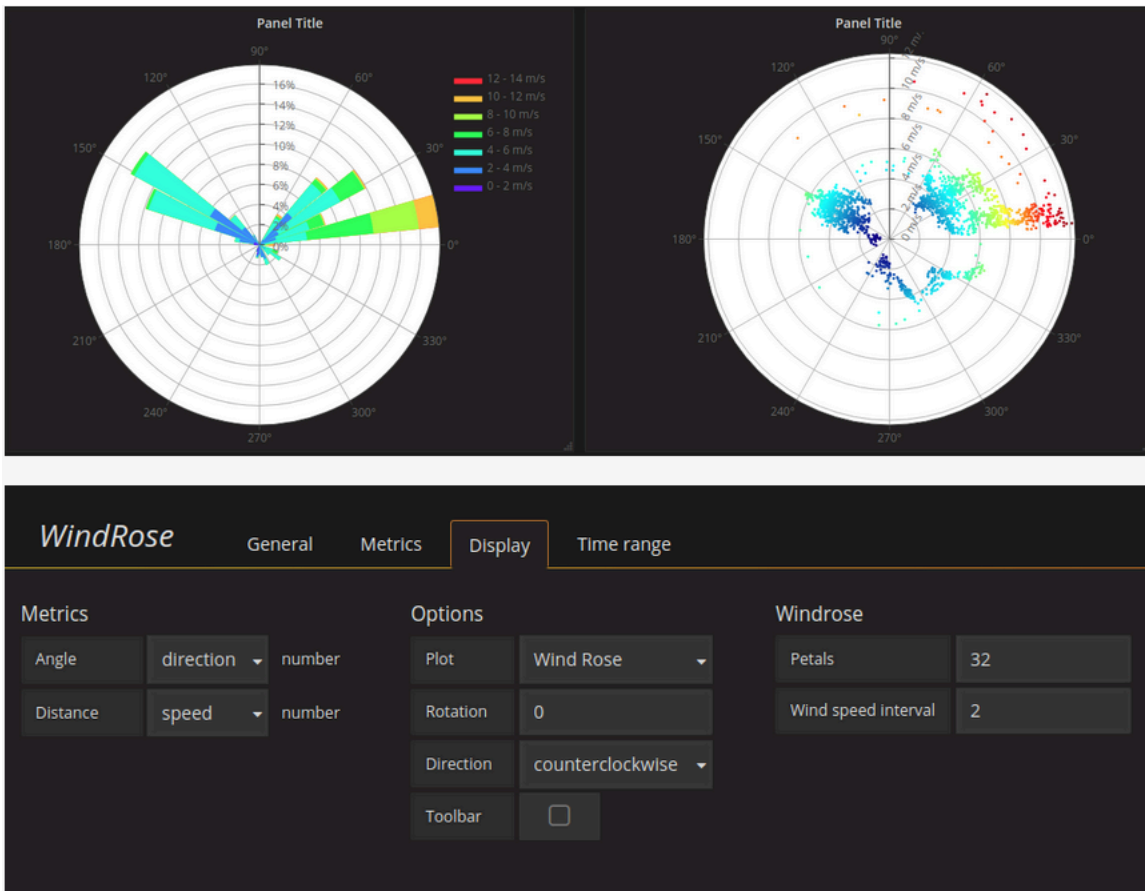 Panel Title
90°
120°
60°
150°
30°
180°
0°
210°
330°
240°
300°
270°
16%
14%
12%
10%
8%
6%
4%
0%
12 - 14 m/s
10 - 12 m/s
8 - 10 m/s
6 - 8 m/s
4 - 6 m/s
2 - 4 m/s
0 - 2 m/s
Panel Title
90°
120°
60°
150°
30°
180°
0°
210°
330°
240°
300°
270°
10 m/s
8 m/s
6 m/s
4 m/s
2 m/s
0 m/s
WindRose General Metrics Display Time range
Metrics Options Windrose
Angle direction number Plot Wind Rose Petals 32
Distance speed number Rotation 0 Wind speed interval 2
Direction counterclockwise
Toolbar